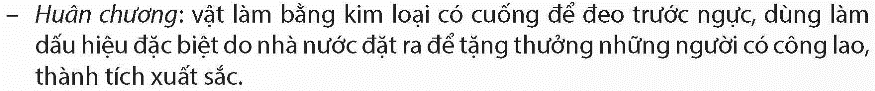 – Huân chương: vật làm bằng kim loại có cuống để đeo trước ngực, dùng làm
dấu hiệu đặc biệt do nhà nước đặt ra để tặng thưởng những người có công lao,
thành tích xuất sắc.